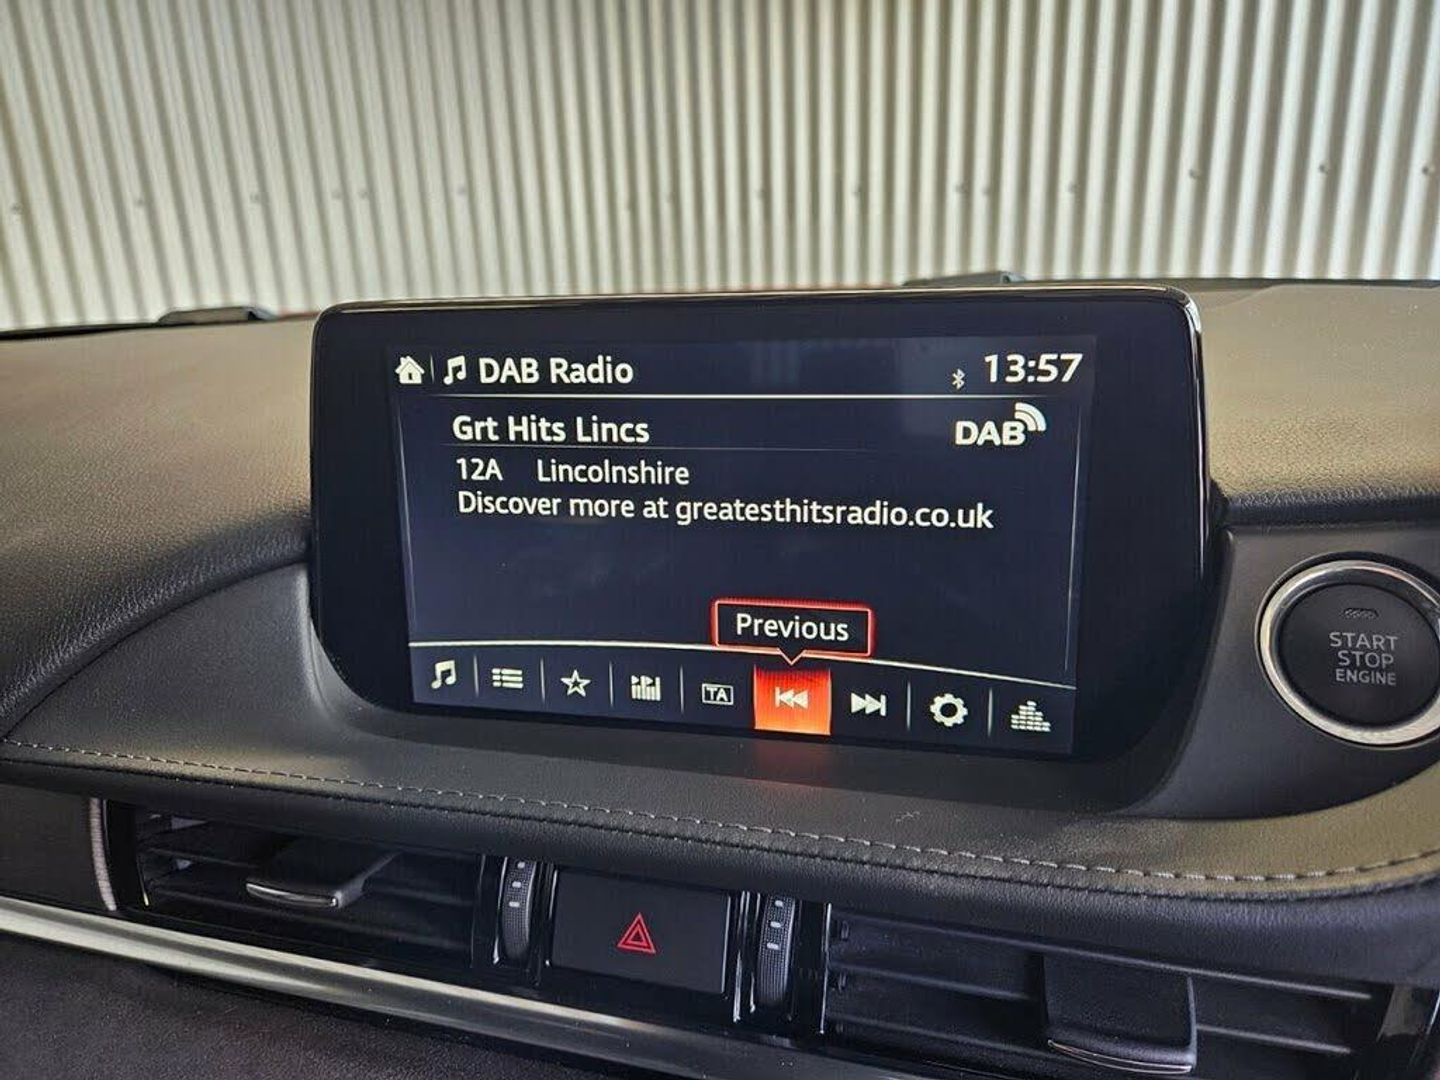 DAB Radio 13:57
Grt Hits Lincs DAB
12A Lincolnshire
Discover more at greatesthitsradio.co.uk
Previous
TA
START
STOP
ENGINE